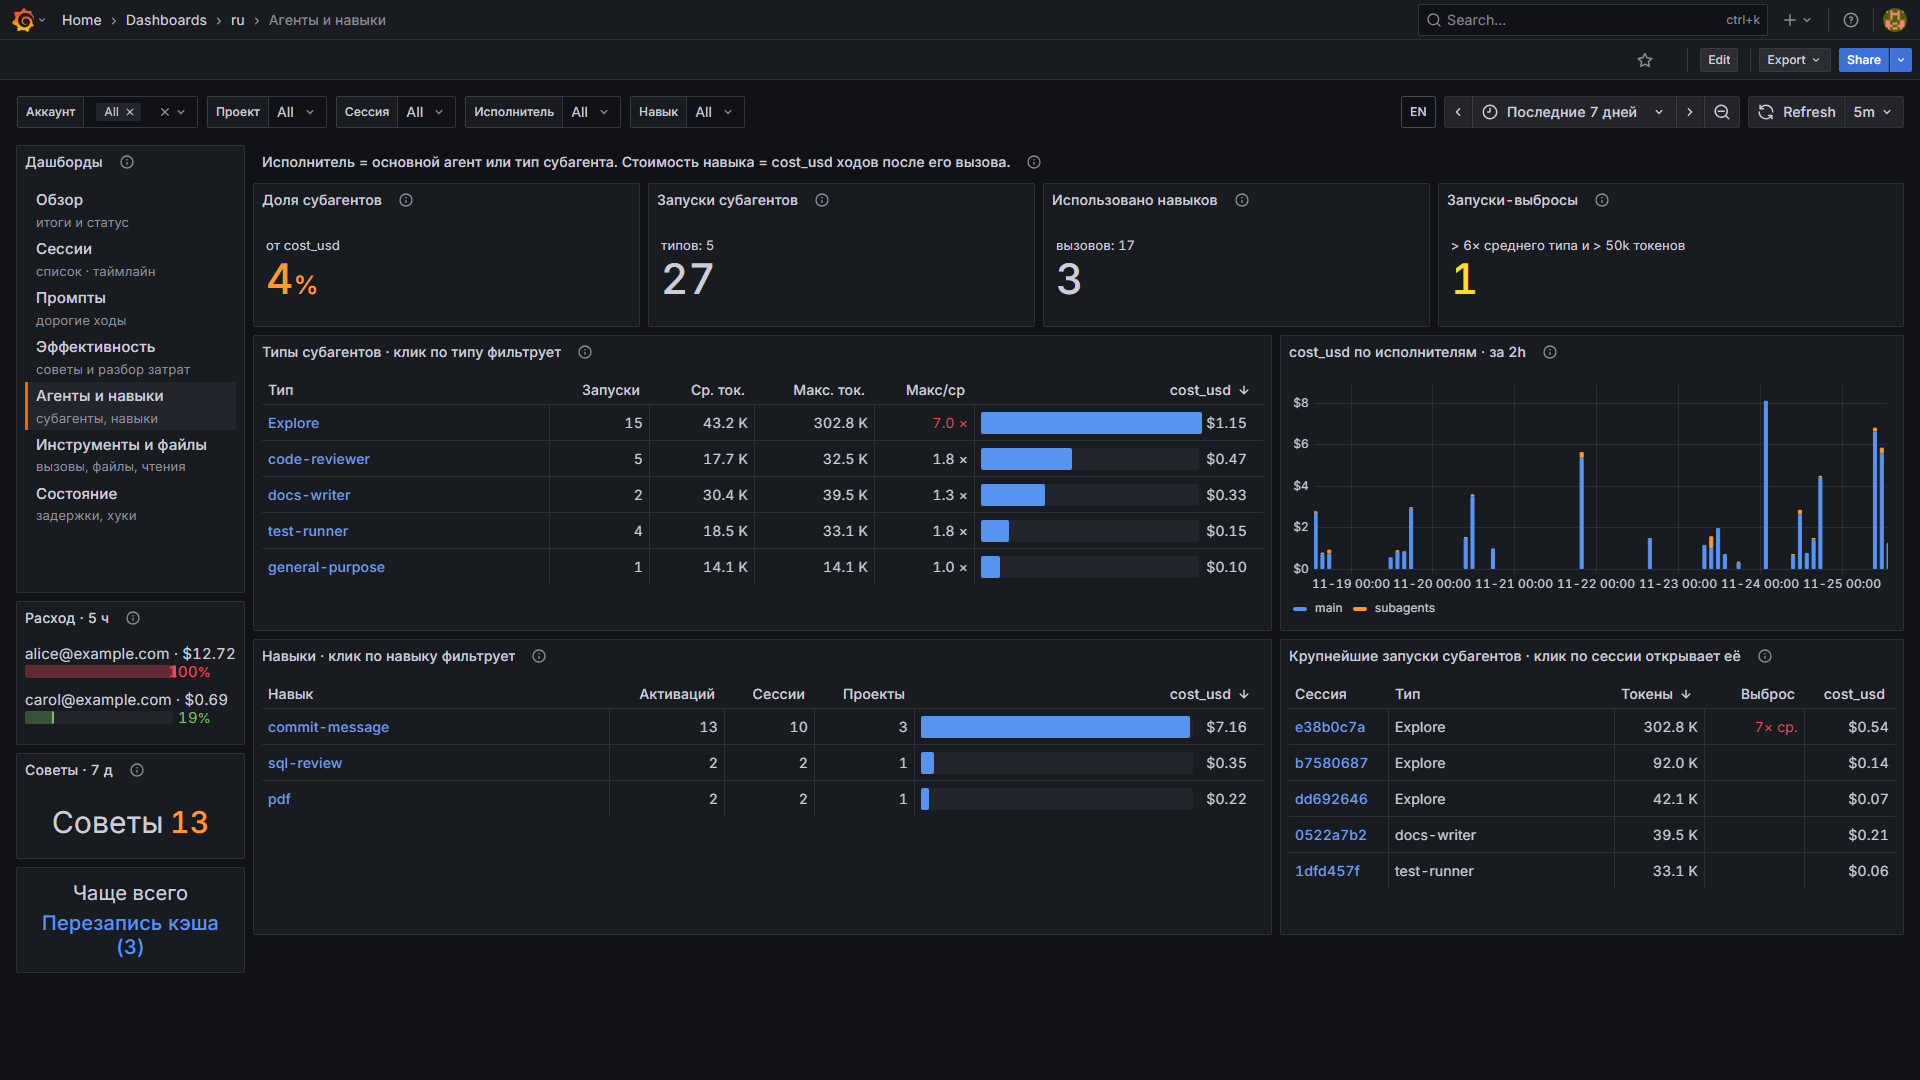 Home › Dashboards › ru › Агенты и навыки
Search... ctrl+k
Edit Export Share
Аккаунт All Проект All Сессия All Исполнитель All Навык All EN Последние 7 дней Refresh 5m
Дашборды
Обзор
итоги и статус
Сессии
список · таймлайн
Промпты
дорогие ходы
Эффективность
советы и разбор затрат
Агенты и навыки
субагенты, навыки
Инструменты и файлы
вызовы, файлы, чтения
Состояние
задержки, хуки
Расход · 5 ч
alice@example.com · $12.72
100%
carol@example.com · $0.69
19%
Советы · 7 д
Советы 13
Чаще всего
Перезапись кэша
(3)
Исполнитель = основной агент или тип субагента. Стоимость навыка = cost_usd ходов после его вызова.
Доля субагентов
от cost_usd
4%
Запуски субагентов
типов: 5
27
Использовано навыков
вызовов: 17
3
Запуски-выбросы
> 6× среднего типа и > 50k токенов
1
Типы субагентов · клик по типу фильтрует
Тип Запуски Ср. ток. Макс. ток. Макс/ср cost_usd ↓
Explore 15 43.2 K 302.8 K 7.0 × $1.15
code-reviewer 5 17.7 K 32.5 K 1.8 × $0.47
docs-writer 2 30.4 K 39.5 K 1.3 × $0.33
test-runner 4 18.5 K 33.1 K 1.8 × $0.15
general-purpose 1 14.1 K 14.1 K 1.0 × $0.10
cost_usd по исполнителям · за 2h
$8
$6
$4
$2
$0
11-19 00:00 11-20 00:00 11-21 00:00 11-22 00:00 11-23 00:00 11-24 00:00 11-25 00:00
main subagents
Навыки · клик по навыку фильтрует
Навык Активаций Сессии Проекты cost_usd ↓
commit-message 13 10 3 $7.16
sql-review 2 2 1 $0.35
pdf 2 2 1 $0.22
Крупнейшие запуски субагентов · клик по сессии открывает её
Сессия Тип Токены ↓ Выброс cost_usd
e38b0c7a Explore 302.8 K 7× ср. $0.54
b7580687 Explore 92.0 K $0.14
dd692646 Explore 42.1 K $0.07
0522a7b2 docs-writer 39.5 K $0.21
1dfd457f test-runner 33.1 K $0.06